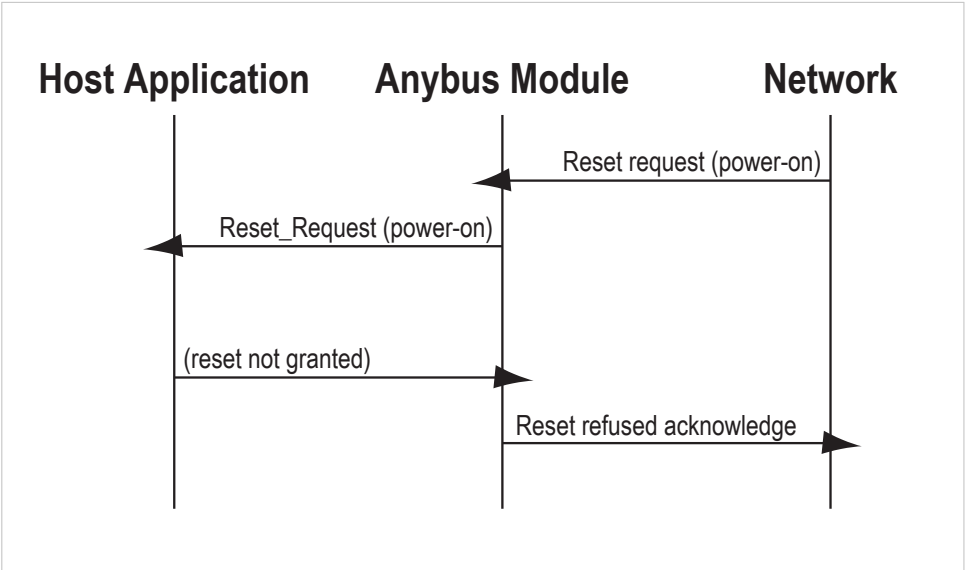 Host Application Anybus Module Network
Reset request (power-on)
Reset_Request (power-on)
(reset not granted)
Reset refused acknowledge